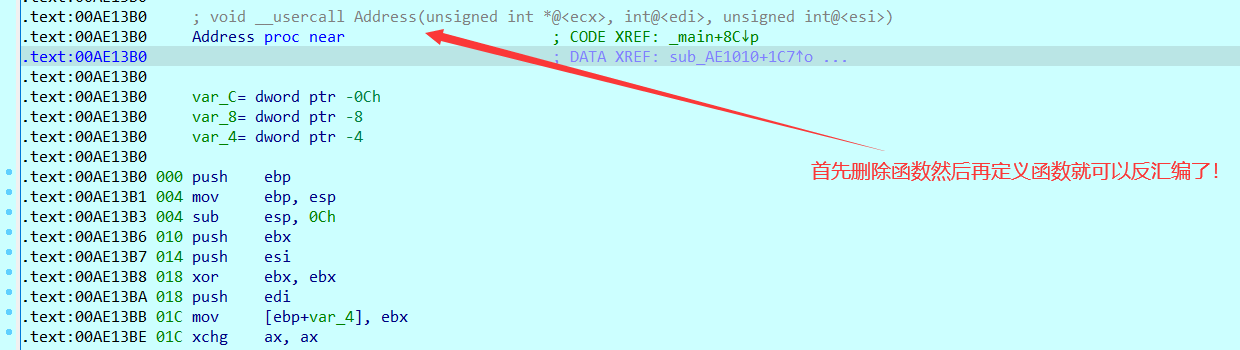 .text:00AE13B0
.text:00AE13B0 ; void __usercall Address(unsigned int *@<ecx>, int@<edi>, unsigned int@<esi>)
.text:00AE13B0 Address proc near ; CODE XREF: _main+8C↓p
.text:00AE13B0 ; DATA XREF: sub_AE1010+1C7↑o ...
.text:00AE13B0
.text:00AE13B0 var_C= dword ptr -0Ch
.text:00AE13B0 var_8= dword ptr -8
.text:00AE13B0 var_4= dword ptr -4
.text:00AE13B0
首先删除函数然后再定义函数就可以反汇编了!
.text:00AE13B0 000 push ebp
.text:00AE13B1 004 mov ebp, esp
.text:00AE13B3 004 sub esp, 0Ch
.text:00AE13B6 010 push ebx
.text:00AE13B7 014 push esi
.text:00AE13B8 018 xor ebx, ebx
.text:00AE13BA 018 push edi
.text:00AE13BB 01C mov [ebp+var_4], ebx
.text:00AE13BE 01C xchg ax, ax